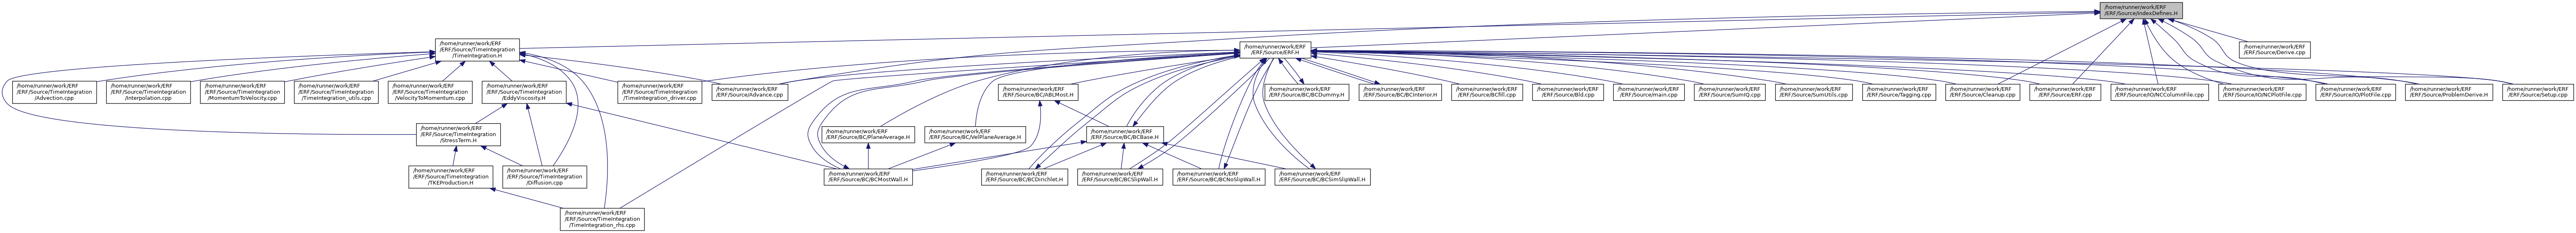 /home/runner/work/ERF
/ERF/Source/IndexDefines.H
/home/runner/work/ERF
/ERF/Source/TimeIntegration
/TimeIntegration.H
/home/runner/work/ERF
/ERF/Source/ERF.H
/home/runner/work/ERF
/ERF/Source/Derive.cpp
/home/runner/work/ERF
/ERF/Source/TimeIntegration
/Advection.cpp
/home/runner/work/ERF
/ERF/Source/TimeIntegration
/Interpolation.cpp
/home/runner/work/ERF
/ERF/Source/TimeIntegration
/MomentumToVelocity.cpp
/home/runner/work/ERF
/ERF/Source/TimeIntegration
/TimeIntegration_utils.cpp
/home/runner/work/ERF
/ERF/Source/TimeIntegration
/VelocityToMomentum.cpp
/home/runner/work/ERF
/ERF/Source/TimeIntegration
/EddyViscosity.H
/home/runner/work/ERF
/ERF/Source/TimeIntegration
/TimeIntegration_driver.cpp
/home/runner/work/ERF
/ERF/Source/Advance.cpp
/home/runner/work/ERF
/ERF/Source/BC/ABLMost.H
/home/runner/work/ERF
/ERF/Source/BC/BCDummy.H
/home/runner/work/ERF
/ERF/Source/BC/BCInterior.H
/home/runner/work/ERF
/ERF/Source/BCfill.cpp
/home/runner/work/ERF
/ERF/Source/Bld.cpp
/home/runner/work/ERF
/ERF/Source/main.cpp
/home/runner/work/ERF
/ERF/Source/SumIQ.cpp
/home/runner/work/ERF
/ERF/Source/SumUtils.cpp
/home/runner/work/ERF
/ERF/Source/Tagging.cpp
/home/runner/work/ERF
/ERF/Source/Cleanup.cpp
/home/runner/work/ERF
/ERF/Source/ERF.cpp
/home/runner/work/ERF
/ERF/Source/IO/NCColumnFile.cpp
/home/runner/work/ERF
/ERF/Source/IO/NCPlotFile.cpp
/home/runner/work/ERF
/ERF/Source/IO/PlotFile.cpp
/home/runner/work/ERF
/ERF/Source/ProblemDerive.H
/home/runner/work/ERF
/ERF/Source/Setup.cpp
/home/runner/work/ERF
/ERF/Source/TimeIntegration
/StressTerm.H
/home/runner/work/ERF
/ERF/Source/BC/PlaneAverage.H
/home/runner/work/ERF
/ERF/Source/BC/VelPlaneAverage.H
/home/runner/work/ERF
/ERF/Source/BC/BCBase.H
/home/runner/work/ERF
/ERF/Source/TimeIntegration
/TKEProduction.H
/home/runner/work/ERF
/ERF/Source/TimeIntegration
/Diffusion.cpp
/home/runner/work/ERF
/ERF/Source/BC/BCMostWall.H
/home/runner/work/ERF
/ERF/Source/BC/BCDirichlet.H
/home/runner/work/ERF
/ERF/Source/BC/BCSlipWall.H
/home/runner/work/ERF
/ERF/Source/BC/BCNoSlipWall.H
/home/runner/work/ERF
/ERF/Source/BC/BCSimSlipWall.H
/home/runner/work/ERF
/ERF/Source/TimeIntegration
/TimeIntegration_rhs.cpp